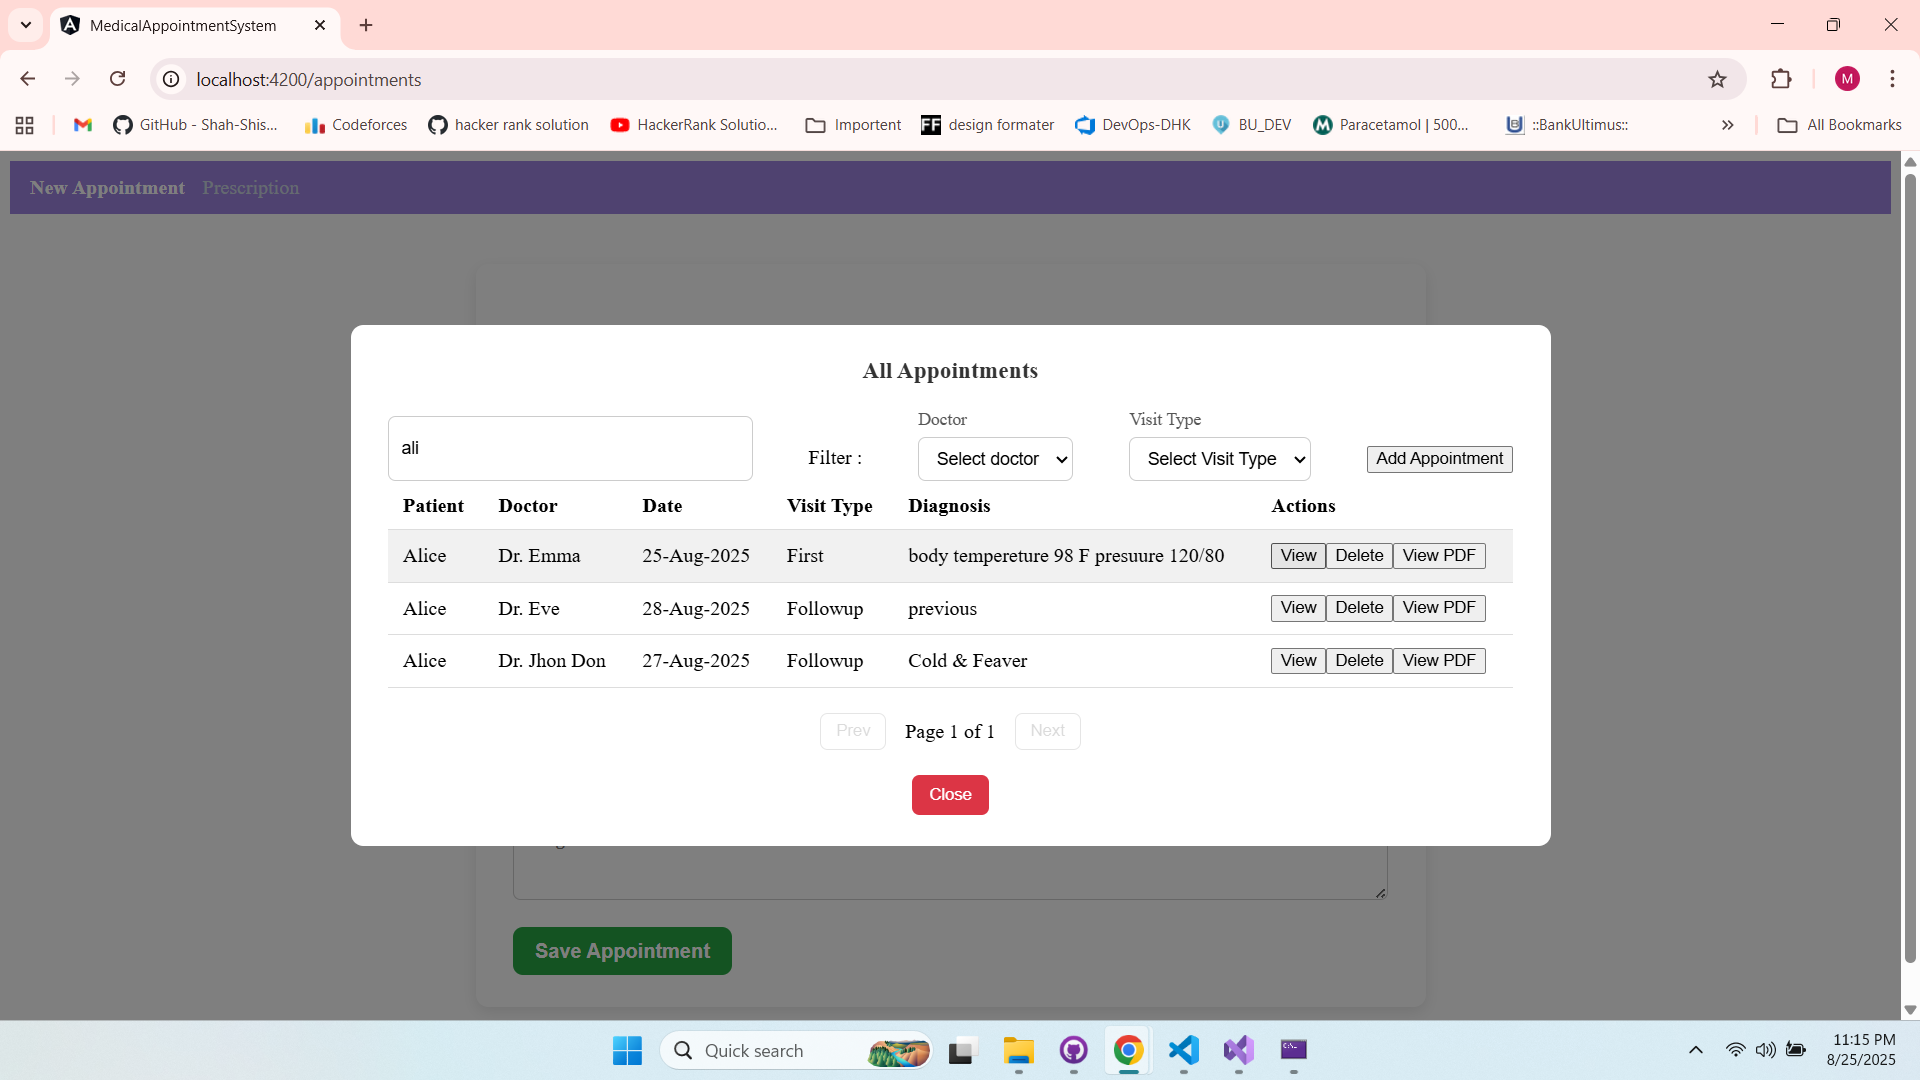 MedicalAppointmentSystem
localhost:4200/appointments
M
GitHub - Shah-Shis...
Codeforces
hacker rank solution
HackerRank Solutio...
Importent
FF design formater
DevOps-DHK
BU_DEV
Paracetamol | 500...
::BankUltimus::
All Bookmarks
New Appointment Prescription
All Appointments
Doctor Visit Type
ali Filter : Select doctor Select Visit Type Add Appointment
Patient Doctor Date Visit Type Diagnosis Actions
Alice Dr. Emma 25-Aug-2025 First body tempereture 98 F presuure 120/80 View Delete View PDF
Alice Dr. Eve 28-Aug-2025 Followup previous View Delete View PDF
Alice Dr. Jhon Don 27-Aug-2025 Followup Cold & Feaver View Delete View PDF
Prev Page 1 of 1 Next
Close
Save Appointment
Quick search
11:15 PM
8/25/2025